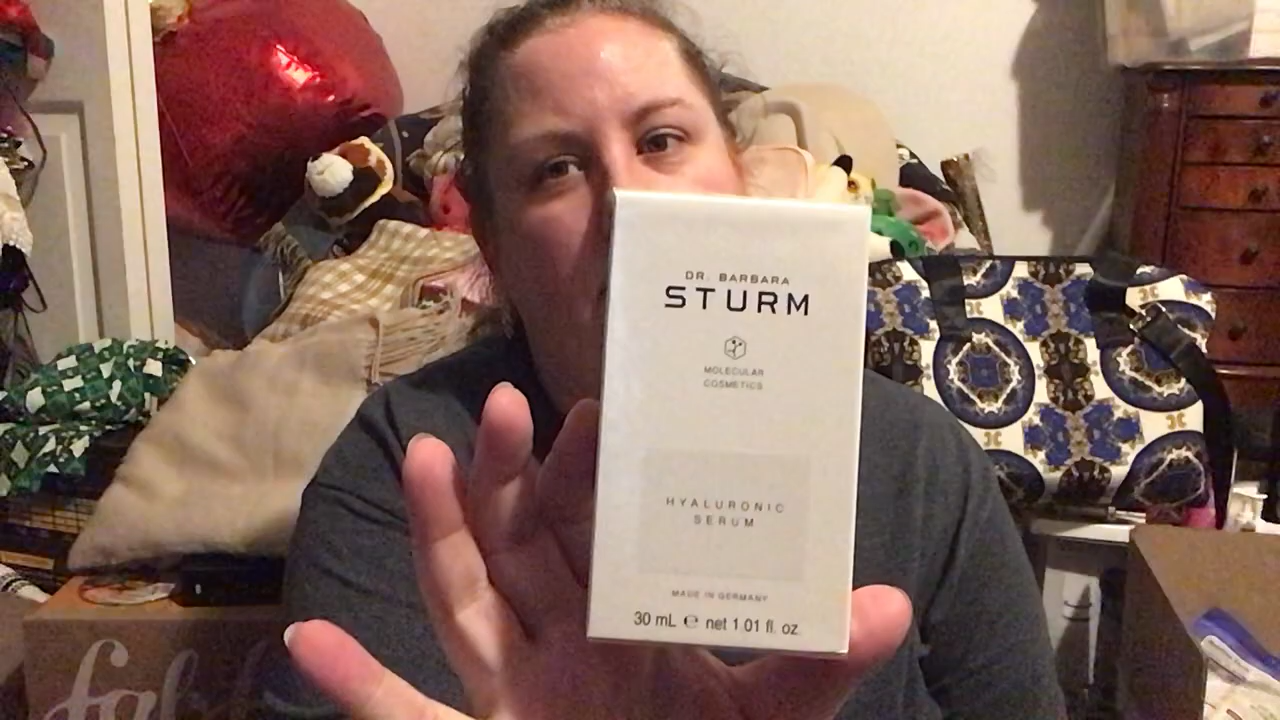 DR. BARBARA
STURM
MOLECULAR
COSMETICS
HYALURONIC
SERUM
MADE IN GERMANY
30 mL ℮ net 1.01 fl. oz.